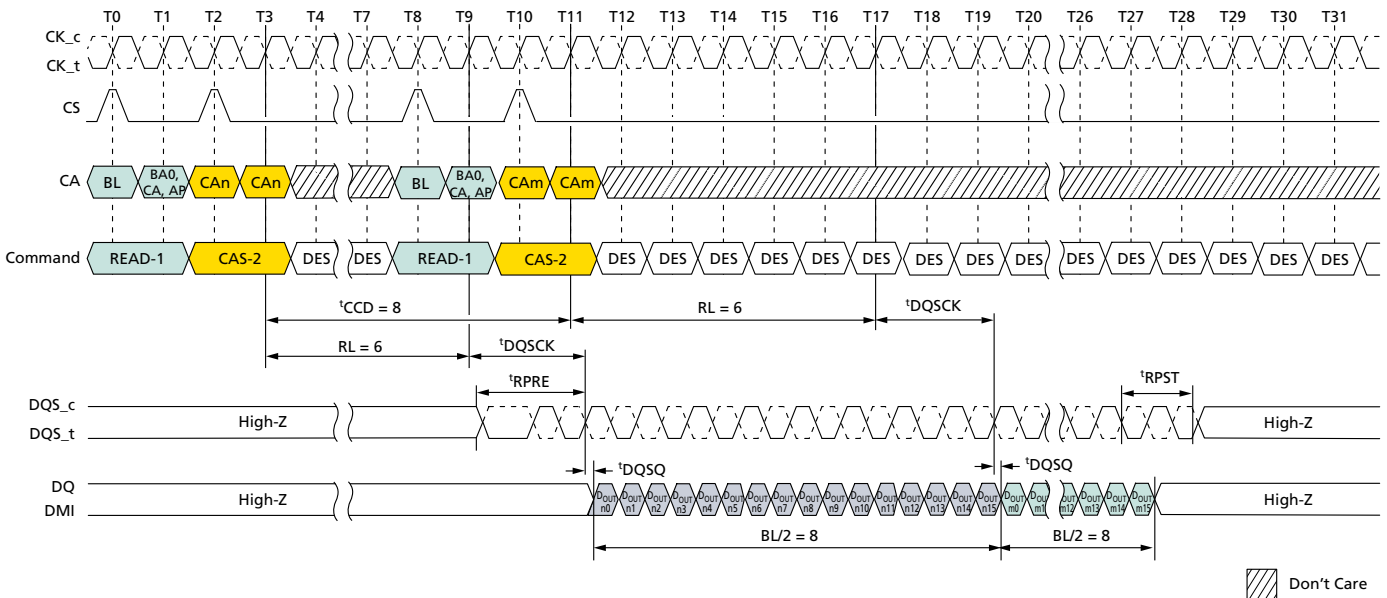 T0 T1 T2 T3 T4 T7 T8 T9 T10 T11 T12 T13 T14 T15 T16 T17 T18 T19 T20 T26 T27 T28 T29 T30 T31
CK_c
CK_t
CS
CA BL BA0, CA, AP CAn CAn BL BA0, CA, AP CAm CAm
Command READ-1 CAS-2 DES DES READ-1 CAS-2 DES DES DES DES DES DES DES DES DES DES DES DES DES DES DES
tCCD = 8 RL = 6 tDQSCK
RL = 6 tDQSCK
tRPRE tRPST
DQS_c
DQS_t
High-Z High-Z
tDQSQ tDQSQ
DQ
DMI
High-Z DOUT n0 DOUT n1 DOUT n2 DOUT n3 DOUT n4 DOUT n5 DOUT n6 DOUT n7 DOUT n8 DOUT n9 DOUT n10 DOUT n11 DOUT n12 DOUT n13 DOUT n14 DOUT n15 DOUT m0 DOUT m1 m12 DOUT m13 DOUT m14 DOUT m15 High-Z
BL/2 = 8 BL/2 = 8
Don't Care